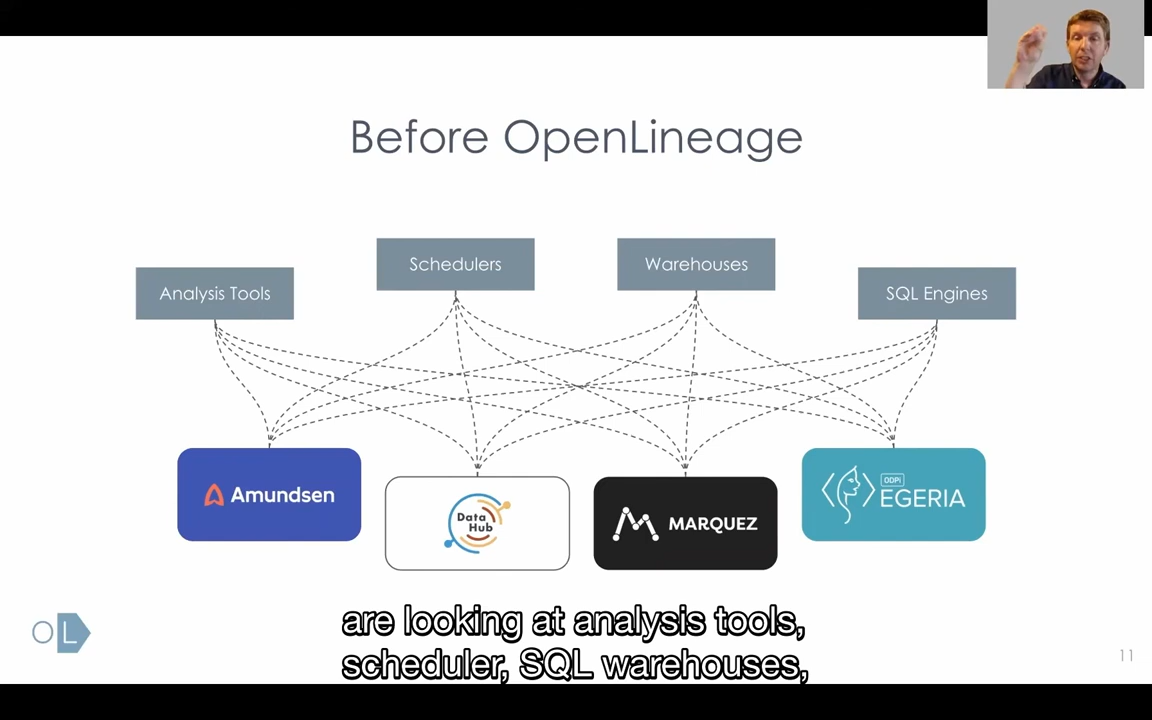 Before OpenLineage
Schedulers
Warehouses
Analysis Tools
SQL Engines
Amundsen
Data
Hub
MARQUEZ
ODPi
EGERIA
OL
are looking at analysis tools,
scheduler, SQL warehouses,
11